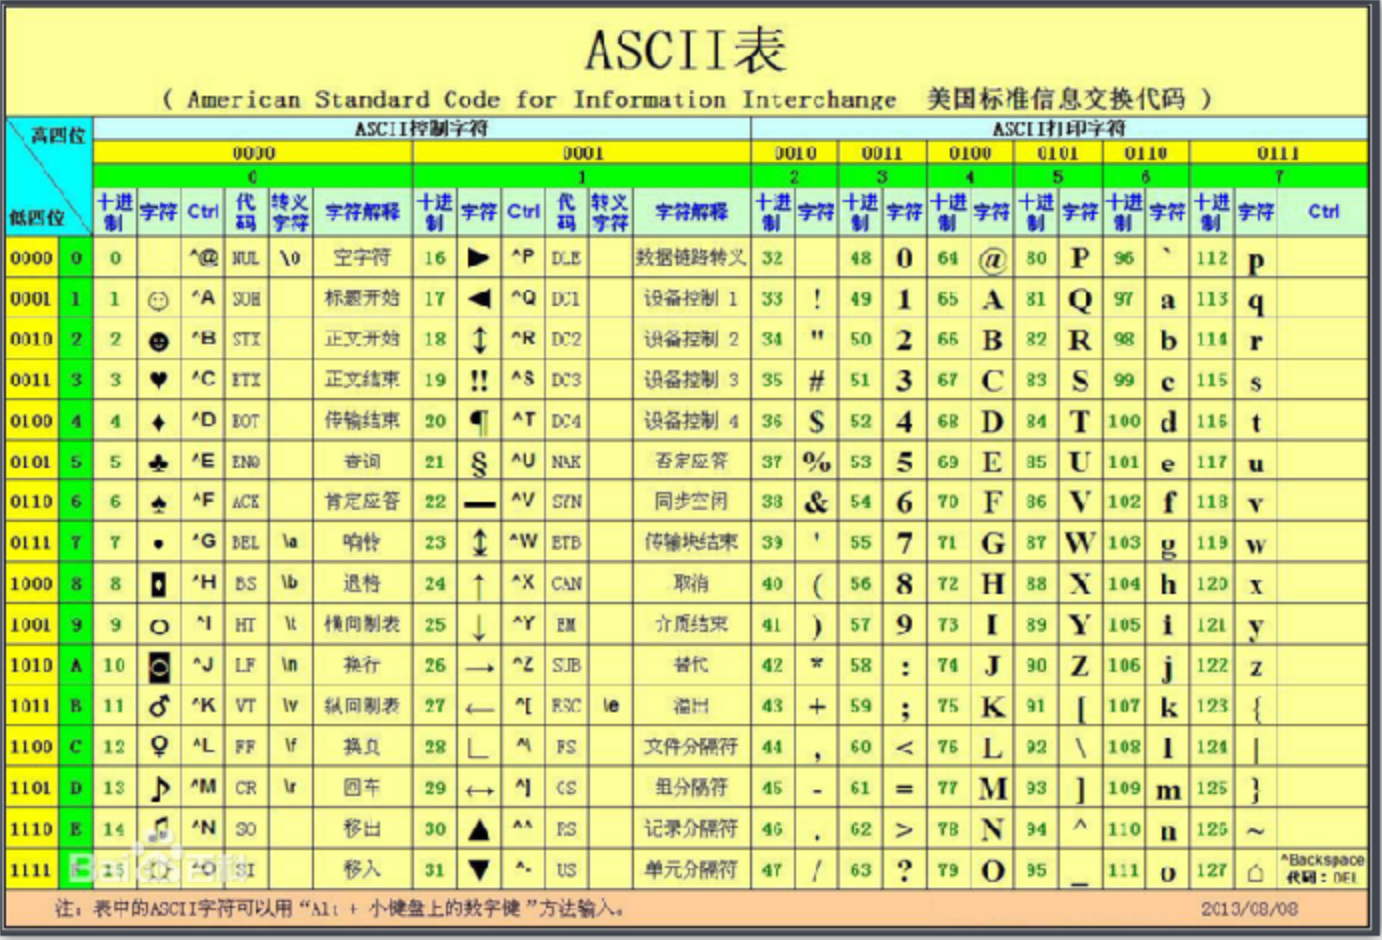 ASCII表
( American Standard Code for Information Interchange 美国标准信息交换代码 )
高四位 ASCII控制字符 ASCII打印字符
0000 0001 0010 0011 0100 0101 0110 0111
0 1 2 3 4 5 6 7
低四位 十进制 字符 Ctrl 代码 转义字符 字符解释 十进制 字符 Ctrl 代码 转义字符 字符解释 十进制 字符 十进制 字符 十进制 字符 十进制 字符 十进制 字符 十进制 字符 Ctrl
0000 0 0 ^@ NUL \0 空字符 16 ► ^P DLE 数据链路转义 32 48 0 64 @ 80 P 96 ` 112 p
0001 1 1 ☺ ^A SOH 标题开始 17 ◄ ^Q DC1 设备控制 1 33 ! 49 1 65 A 81 Q 97 a 113 q
0010 2 2 ☻ ^B STX 正文开始 18 ↕ ^R DC2 设备控制 2 34 " 50 2 66 B 82 R 98 b 114 r
0011 3 3 ♥ ^C ETX 正文结束 19 ‼ ^S DC3 设备控制 3 35 # 51 3 67 C 83 S 99 c 115 s
0100 4 4 ♦ ^D EOT 传输结束 20 ¶ ^T DC4 设备控制 4 36 $ 52 4 68 D 84 T 100 d 116 t
0101 5 5 ♣ ^E ENQ 查询 21 § ^U NAK 否定应答 37 % 53 5 69 E 85 U 101 e 117 u
0110 6 6 ♠ ^F ACK 肯定应答 22 ▬ ^V SYN 同步空闲 38 & 54 6 70 F 86 V 102 f 118 v
0111 7 7 • ^G BEL \a 响铃 23 ↨ ^W ETB 传输块结束 39 ' 55 7 71 G 87 W 103 g 119 w
1000 8 8 ◘ ^H BS \b 退格 24 ↑ ^X CAN 取消 40 ( 56 8 72 H 88 X 104 h 120 x
1001 9 9 ○ ^I HT \t 横向制表 25 ↓ ^Y EM 介质结束 41 ) 57 9 73 I 89 Y 105 i 121 y
1010 A 10 ◙ ^J LF \n 换行 26 → ^Z SUB 替代 42 * 58 : 74 J 90 Z 106 j 122 z
1011 B 11 ♂ ^K VT \v 纵向制表 27 ← ^[ ESC \e 溢出 43 + 59 ; 75 K 91 [ 107 k 123 {
1100 C 12 ♀ ^L FF \f 换页 28 ∟ ^\ FS 文件分隔符 44 , 60 < 76 L 92 \ 108 l 124 |
1101 D 13 ♪ ^M CR \r 回车 29 ↔ ^] GS 组分隔符 45 - 61 = 77 M 93 ] 109 m 125 }
1110 E 14 ♫ ^N SO 移出 30 ▲ ^^ RS 记录分隔符 46 . 62 > 78 N 94 ^ 110 n 126 ~
1111 F 15 ☼ ^O SI 移入 31 ▼ ^- US 单元分隔符 47 / 63 ? 79 O 95 _ 111 o 127 ⌂ ^Backspace 代码：DEL
Baidu百科
注：表中的ASCII字符可以用“Alt + 小键盘上的数字键”方法输入。 2013/08/08